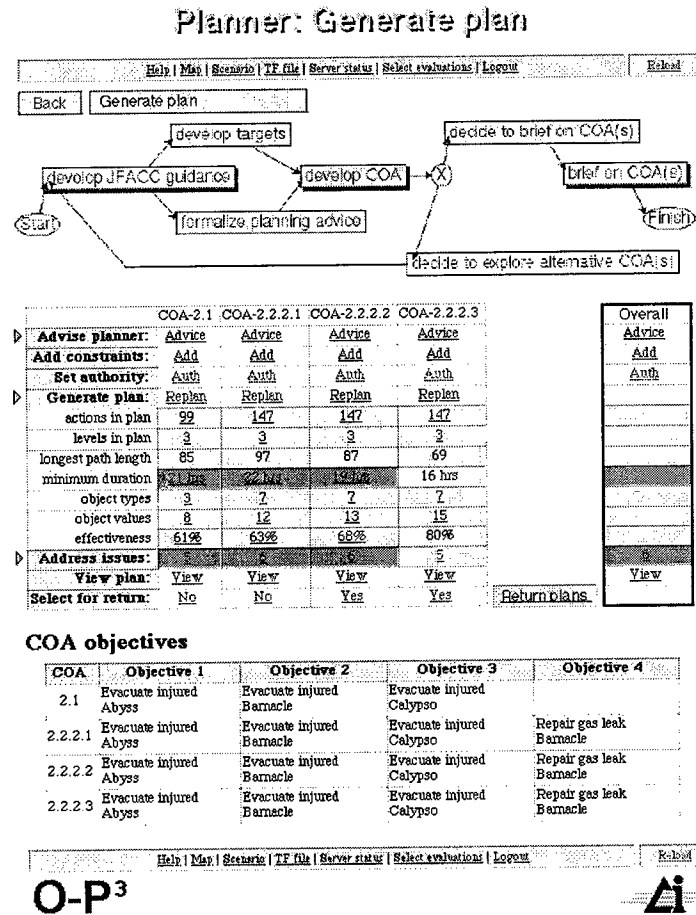 Planner: Generate plan
Help | Map | Scenario | TF file | Server status | Select evaluations | Logout
Reload
Back
Generate plan
develop targets
decide to brief on COA(s)
develop JFACC guidance
develop COA
X
brief on COA(s)
Start
formalize planning advice
Finish
decide to explore alternative COA(s)
COA-2.1 COA-2.2.2.1 COA-2.2.2.2 COA-2.2.2.3 Overall
Advise planner: Advice Advice Advice Advice Advice
Add constraints: Add Add Add Add Add
Set authority: Auth Auth Auth Auth Auth
Generate plan: Replan Replan Replan Replan
actions in plan 99 147 147 147
levels in plan 3 3 3 3
longest path length 85 97 87 69
minimum duration 21 hrs 22 hrs 19 hrs 16 hrs
object types 3 7 7 7
object values 8 12 13 15
effectiveness 61% 63% 68% 80%
Address issues: 5 6 6 5 6
View plan: View View View View View
Select for return: No No Yes Yes Return plans
COA objectives
COA Objective 1 Objective 2 Objective 3 Objective 4
2.1 Evacuate injured Abyss Evacuate injured Barnacle Evacuate injured Calypso
2.2.2.1 Evacuate injured Abyss Evacuate injured Barnacle Evacuate injured Calypso Repair gas leak Barnacle
2.2.2.2 Evacuate injured Abyss Evacuate injured Barnacle Evacuate injured Calypso Repair gas leak Barnacle
2.2.2.3 Evacuate injured Abyss Evacuate injured Barnacle Evacuate injured Calypso Repair gas leak Barnacle
Help | Map | Scenario | TF file | Server status | Select evaluations | Logout
Reload
O-P3
Ai